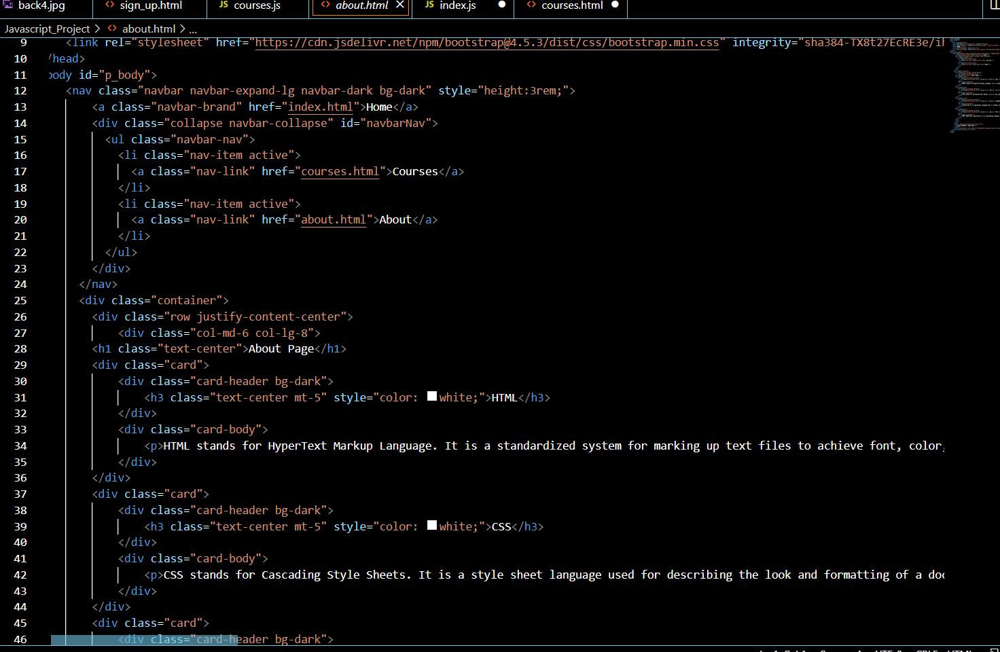 back4.jpg <> sign_up.html JS courses.js <> about.html × JS index.js ● <> courses.html ●
Javascript_Project > <> about.html > ...
9 <link rel="stylesheet" href="https://cdn.jsdelivr.net/npm/bootstrap@4.5.3/dist/css/bootstrap.min.css" integrity="sha384-TX8t27EcRE3e/ih
10 /head>
11 body id="p_body">
12 <nav class="navbar navbar-expand-lg navbar-dark bg-dark" style="height:3rem;">
13 <a class="navbar-brand" href="index.html">Home</a>
14 <div class="collapse navbar-collapse" id="navbarNav">
15 <ul class="navbar-nav">
16 <li class="nav-item active">
17 <a class="nav-link" href="courses.html">Courses</a>
18 </li>
19 <li class="nav-item active">
20 <a class="nav-link" href="about.html">About</a>
21 </li>
22 </ul>
23 </div>
24 </nav>
25 <div class="container">
26 <div class="row justify-content-center">
27 <div class="col-md-6 col-lg-8">
28 <h1 class="text-center">About Page</h1>
29 <div class="card">
30 <div class="card-header bg-dark">
31 <h3 class="text-center mt-5" style="color: white;">HTML</h3>
32 </div>
33 <div class="card-body">
34 <p>HTML stands for HyperText Markup Language. It is a standardized system for marking up text files to achieve font, color,
35 </div>
36 </div>
37 <div class="card">
38 <div class="card-header bg-dark">
39 <h3 class="text-center mt-5" style="color: white;">CSS</h3>
40 </div>
41 <div class="card-body">
42 <p>CSS stands for Cascading Style Sheets. It is a style sheet language used for describing the look and formatting of a doc
43 </div>
44 </div>
45 <div class="card">
46 <div class="card-header bg-dark">